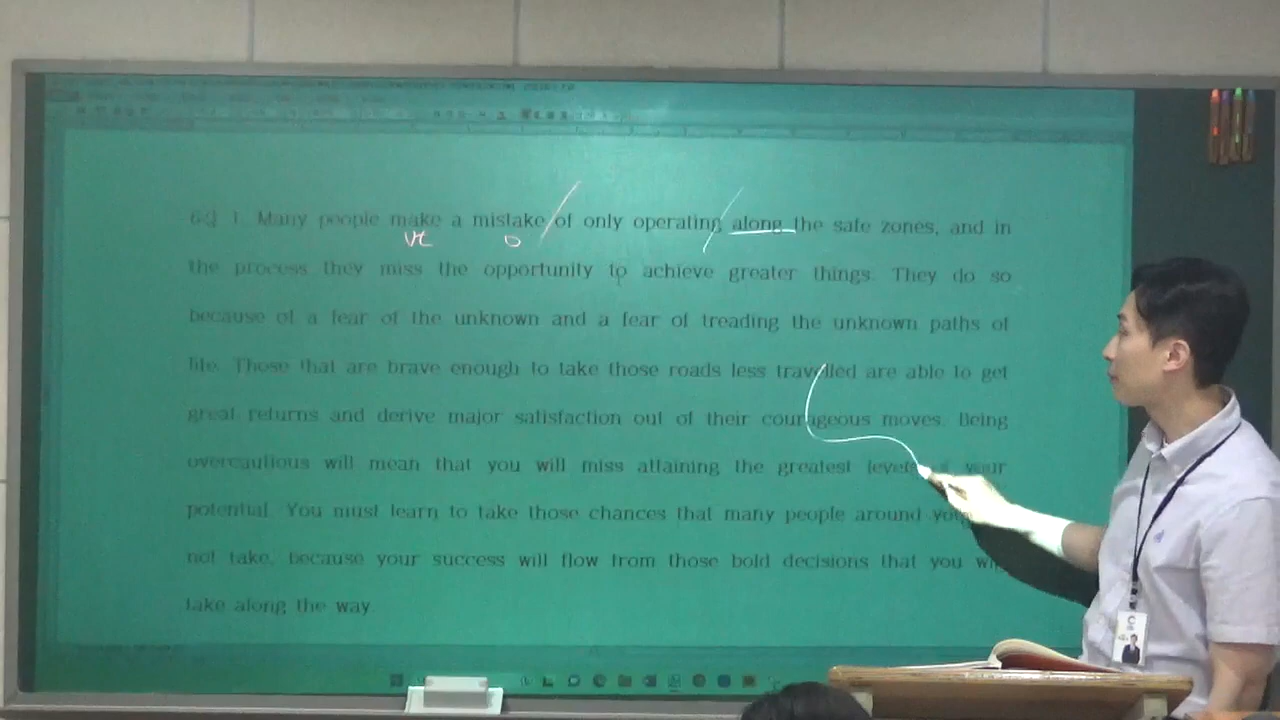 1. Many people make a mistake of only operating along the safe zones, and in
vt o
the process they miss the opportunity to achieve greater things. They do so
because of a fear of the unknown and a fear of treading the unknown paths of
life. Those that are brave enough to take those roads less travelled are able to get
great returns and derive major satisfaction out of their courageous moves. Being
overcautious will mean that you will miss attaining the greatest levels of your
potential. You must learn to take those chances that many people around you
not take, because your success will flow from those bold decisions that you
take along the way.